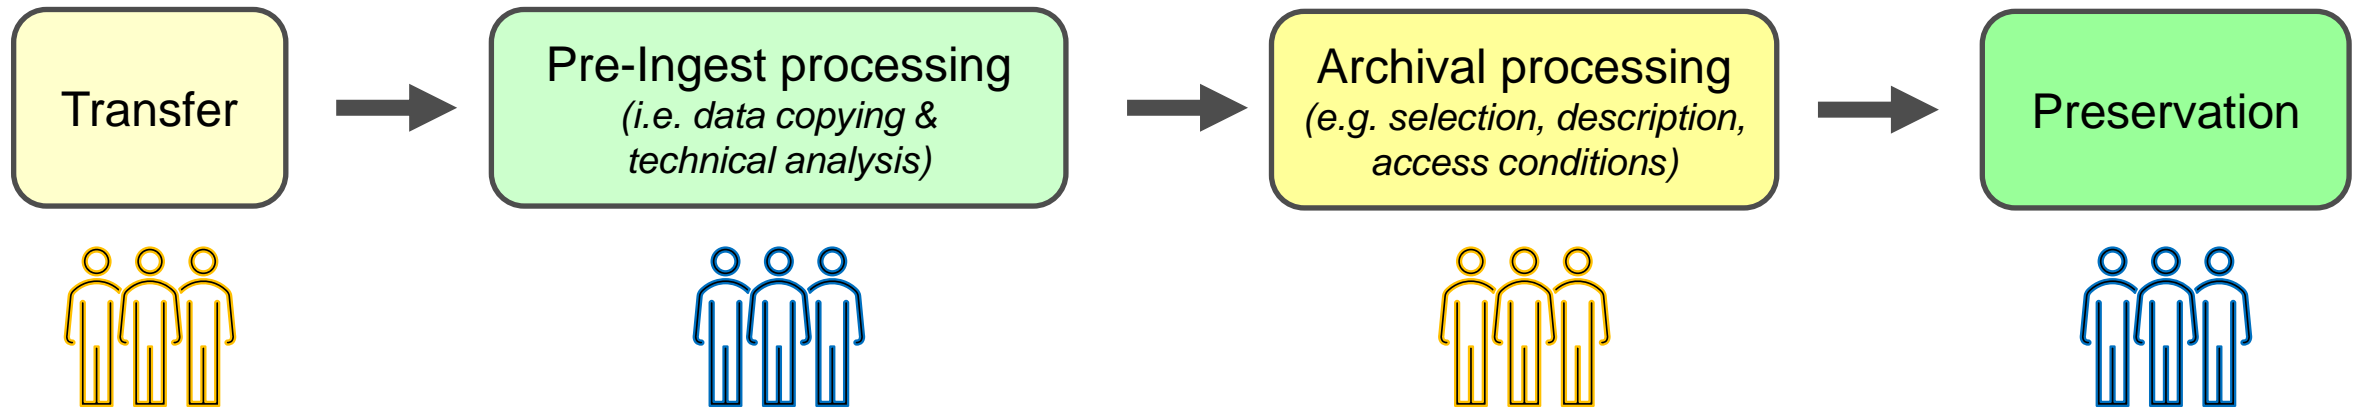 Transfer
Pre-Ingest processing
(i.e. data copying &
technical analysis)
Archival processing
(e.g. selection, description,
access conditions)
Preservation